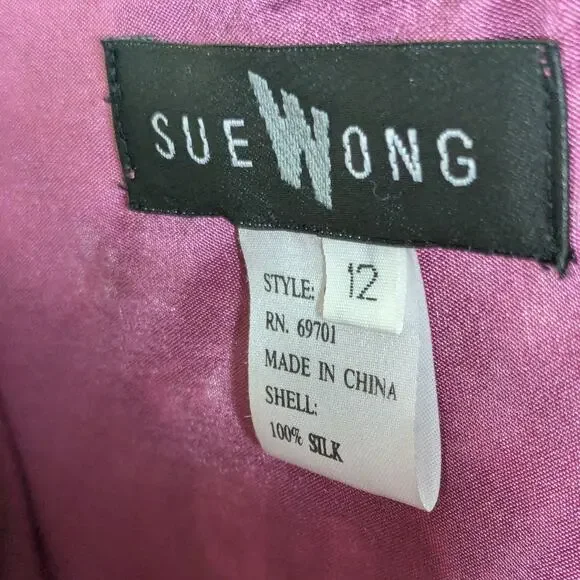 SUE WONG
12
STYLE:
RN. 69701
MADE IN CHINA
SHELL:
100% SILK